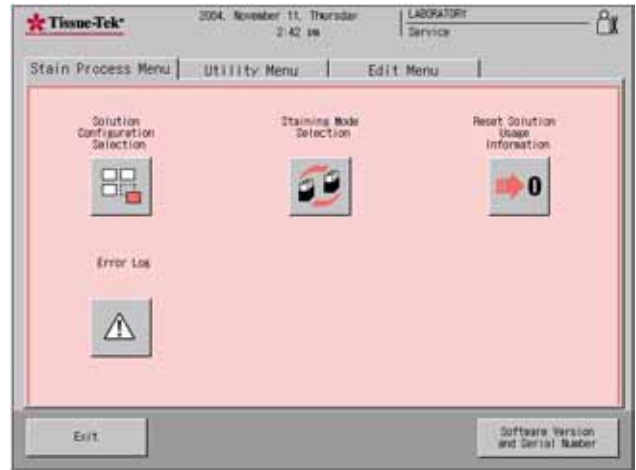 Tissue-Tek
2004, November 11, Thursday
2:42 pm
LABORATORY
Service
Stain Process Menu
Utility Menu
Edit Menu
Solution
Configuration
Selection
Staining Mode
Selection
Reset Solution
Usage
Information
0
Error Log
Exit
Software Version
and Serial Number